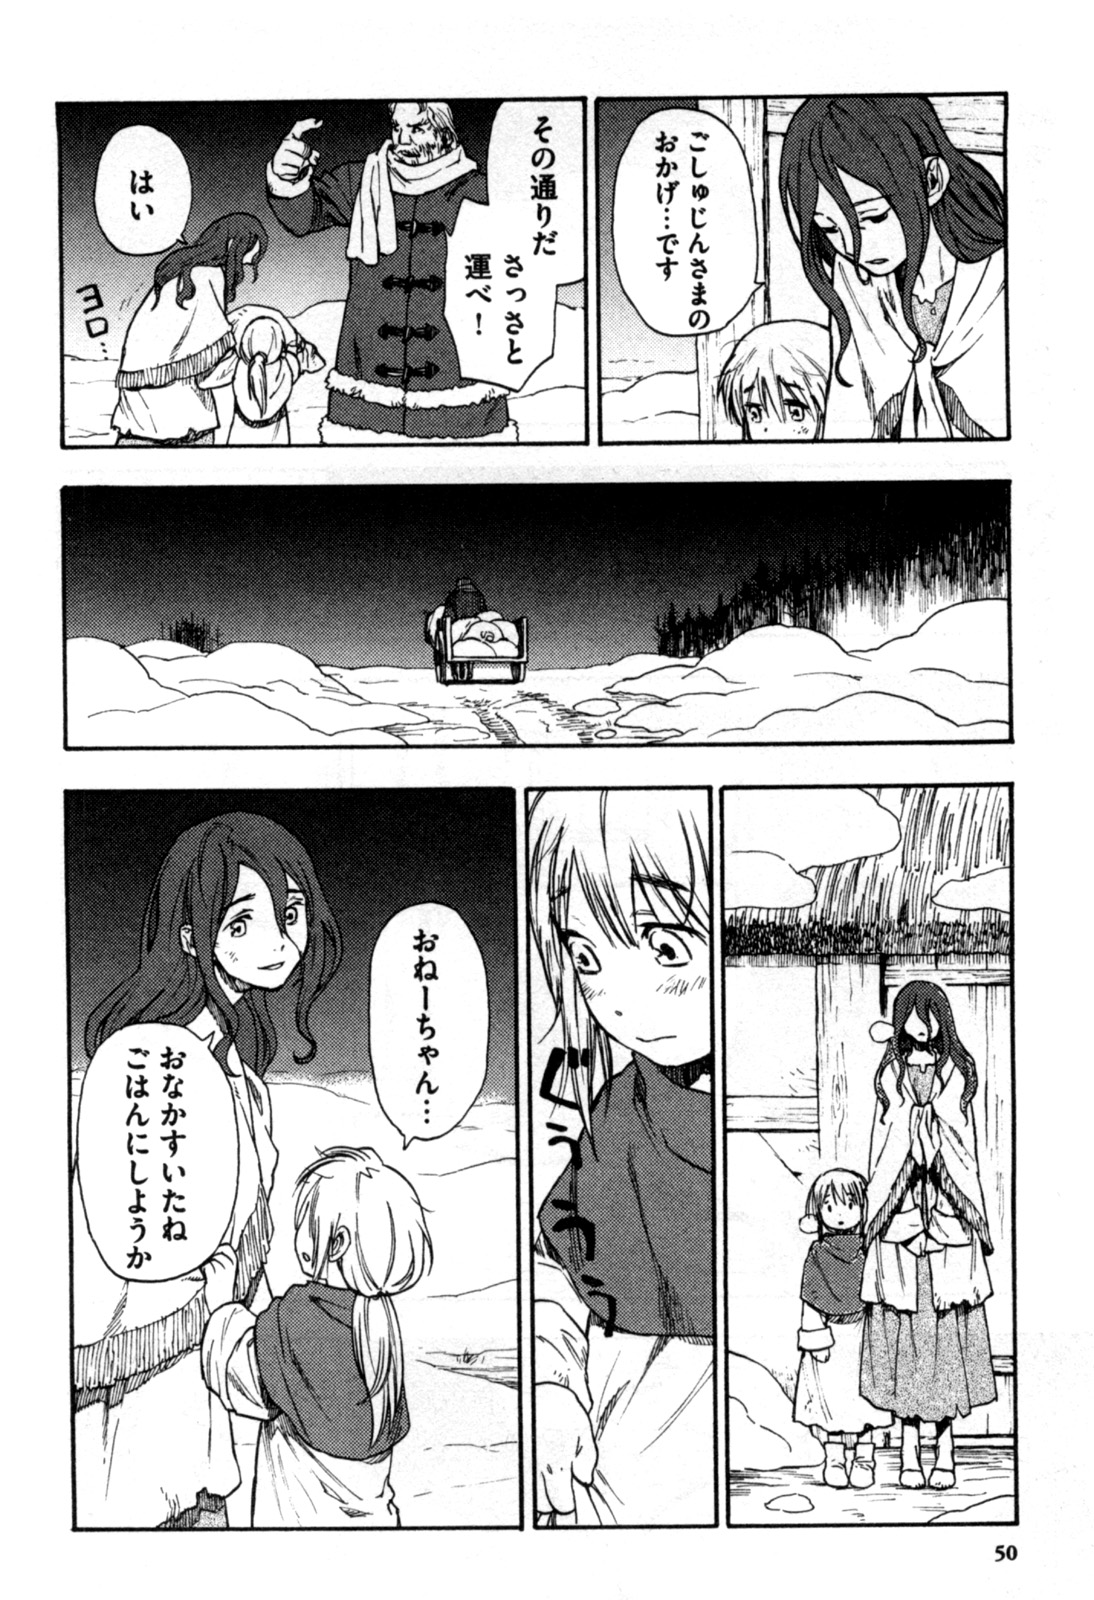 ごしゅじんさまの
おかげ…です
その通りだ
さっさと
運べ！
はい
ヨロ…
ぐううう
おねーちゃん…
おなかすいたね
ごはんにしようか
50